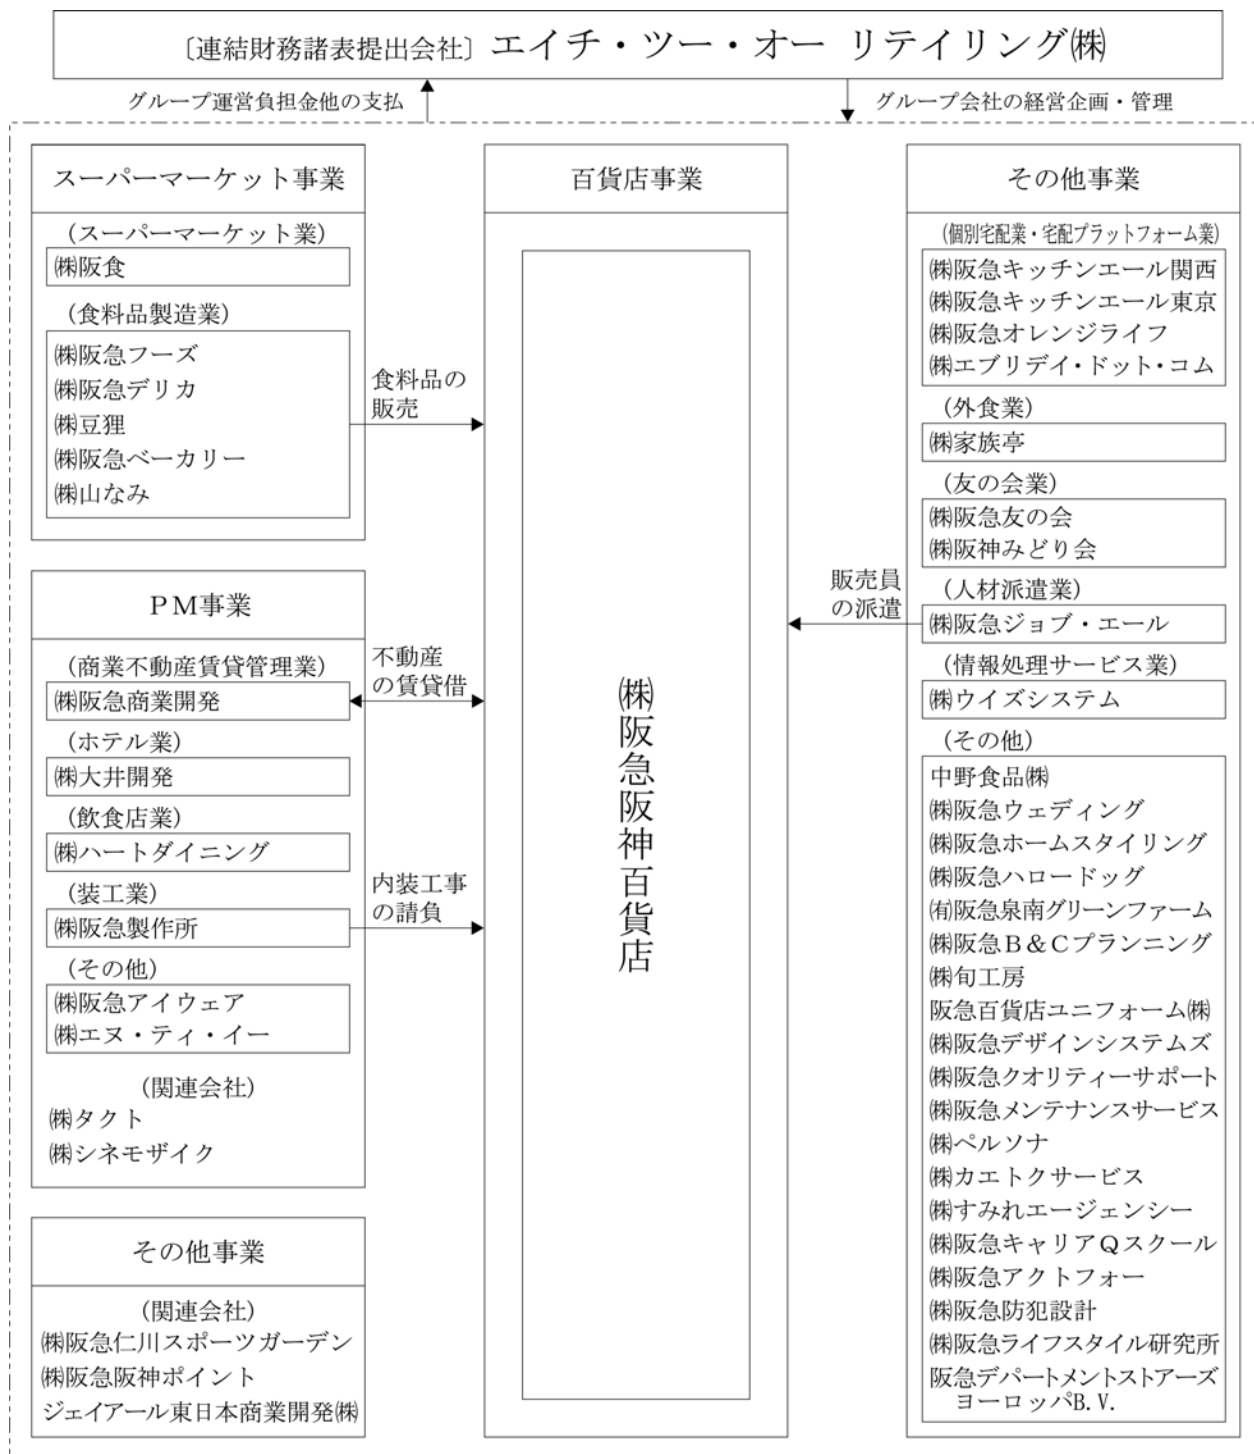 〔連結財務諸表提出会社〕エイチ・ツー・オー リテイリング㈱
グループ運営負担金他の支払
グループ会社の経営企画・管理
スーパーマーケット事業
(スーパーマーケット業)
㈱阪食
(食料品製造業)
㈱阪急フーズ
㈱阪急デリカ
㈱豆狸
㈱阪急ベーカリー
㈱山なみ
食料品の
販売
PM事業
(商業不動産賃貸管理業)
㈱阪急商業開発
(ホテル業)
㈱大井開発
(飲食店業)
㈱ハートダイニング
(装工業)
㈱阪急製作所
(その他)
㈱阪急アイウェア
㈱エヌ・ティ・イー
(関連会社)
㈱タクト
㈱シネモザイク
不動産
の賃貸借
内装工事
の請負
その他事業
(関連会社)
㈱阪急仁川スポーツガーデン
㈱阪急阪神ポイント
ジェイアール東日本商業開発㈱
百貨店事業
㈱阪急阪神百貨店
販売員
の派遣
その他事業
(個別宅配業・宅配プラットフォーム業)
㈱阪急キッチンエール関西
㈱阪急キッチンエール東京
㈱阪急オレンジライフ
㈱エブリデイ・ドット・コム
(外食業)
㈱家族亭
(友の会業)
㈱阪急友の会
㈱阪神みどり会
(人材派遣業)
㈱阪急ジョブ・エール
(情報処理サービス業)
㈱ウイズシステム
(その他)
中野食品㈱
㈱阪急ウェディング
㈱阪急ホームスタイリング
㈱阪急ハロードッグ
㈲阪急泉南グリーンファーム
㈱阪急B&Cプランニング
㈱旬工房
阪急百貨店ユニフォーム㈱
㈱阪急デザインシステムズ
㈱阪急クオリティーサポート
㈱阪急メンテナンスサービス
㈱ペルソナ
㈱カエトクサービス
㈱すみれエージェンシー
㈱阪急キャリアQスクール
㈱阪急アクトフォー
㈱阪急防犯設計
㈱阪急ライフスタイル研究所
阪急デパートメントストアーズ
ヨーロッパB.V.